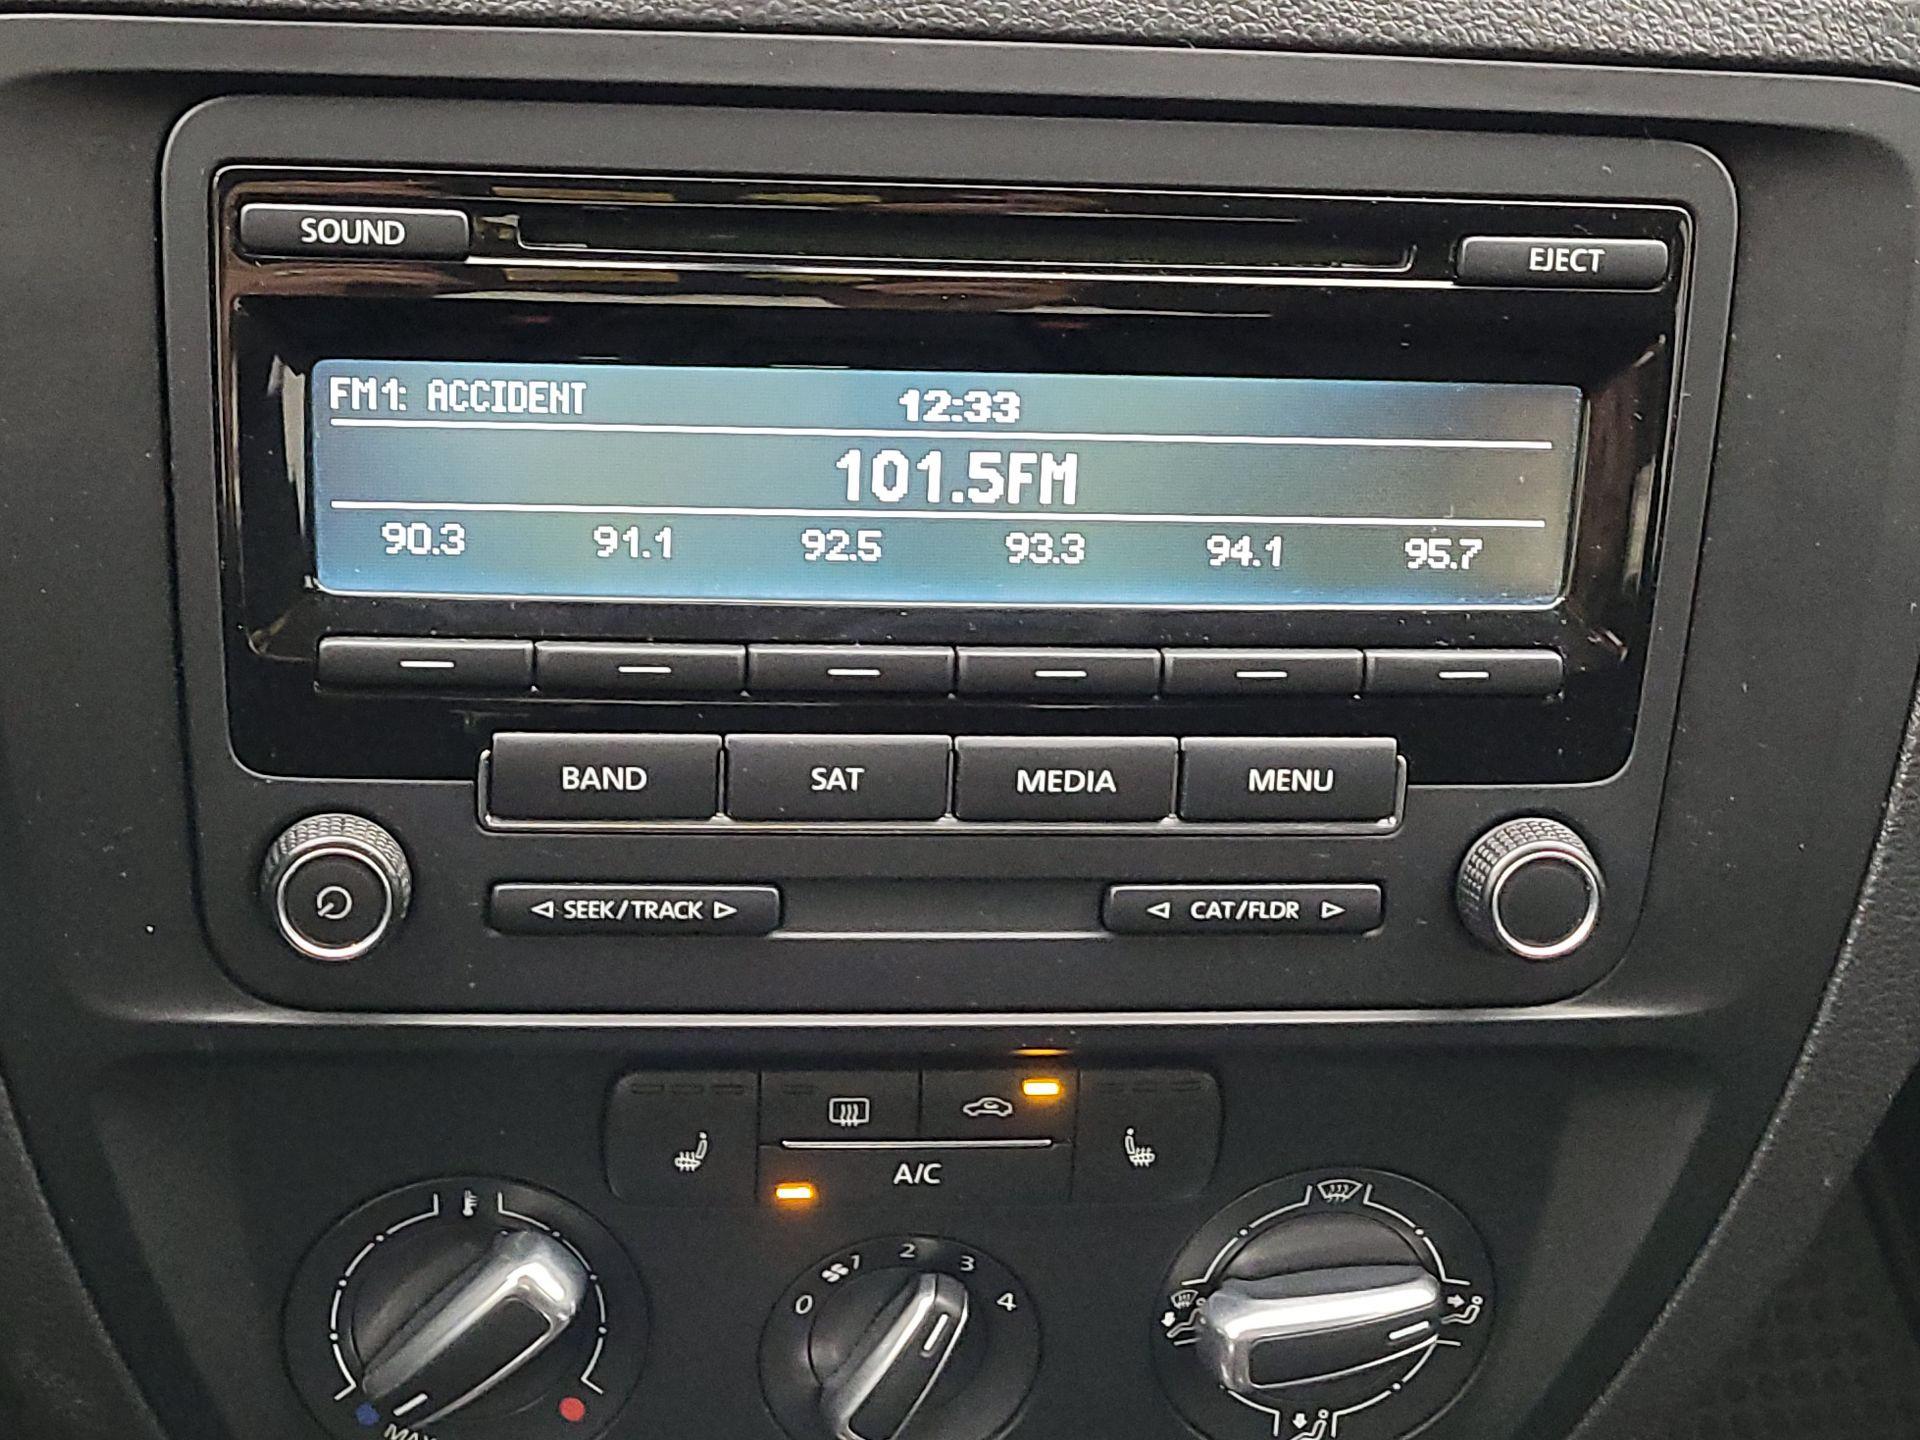 SOUND
EJECT
FM1: ACCIDENT 12:33
101.5FM
90.3 91.1 92.5 93.3 94.1 95.7
BAND SAT MEDIA MENU
SEEK/TRACK CAT/FLDR
A/C
0 1 2 3 4
MAX